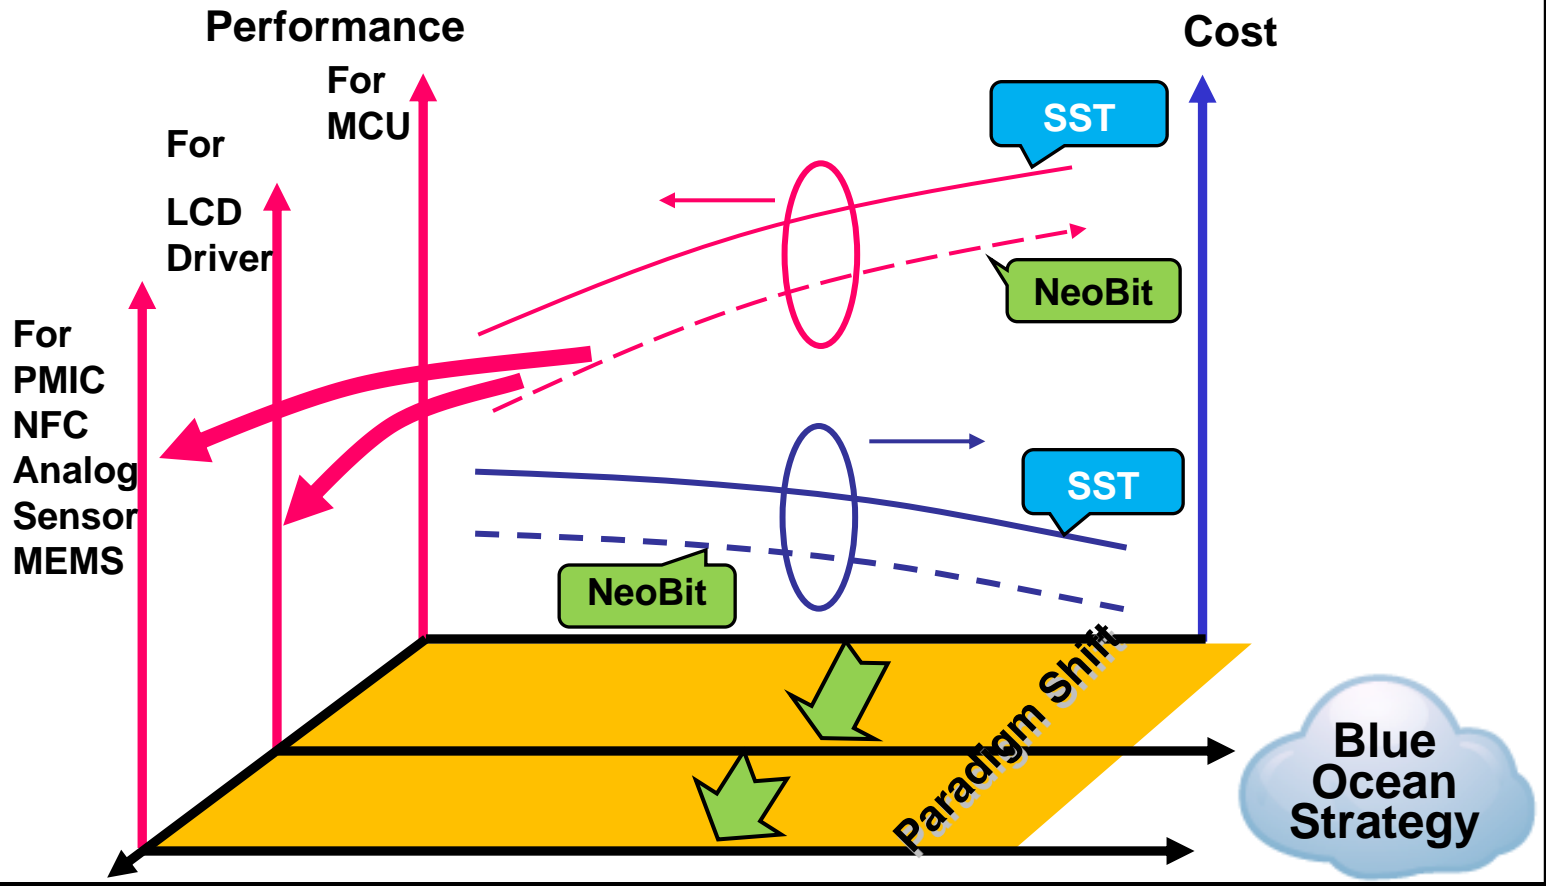 Performance
Cost
For
MCU
SST
For
LCD
Driver
NeoBit
For
PMIC
NFC
Analog
Sensor
MEMS
SST
NeoBit
Paradigm Shift
Blue
Ocean
Strategy